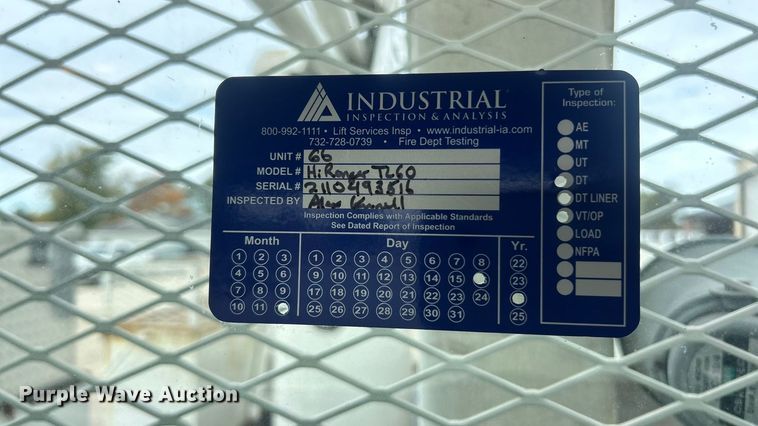 INDUSTRIAL
INSPECTION & ANALYSIS
800-992-1111 • Lift Services Insp • www.industrial-ia.com
732-728-0739 • Fire Dept Testing
UNIT # 66
MODEL # Hi Ranger TL60
SERIAL # 2110493516
INSPECTED BY Alex
Inspection Complies with Applicable Standards
See Dated Report of Inspection
Month
1 2 3
4 5 6
7 8 9
10 11
Day
1 2 3 4 5 6 7 8
9 10 11 12 13 14 15
17 18 19 20 21 22 23 24
25 26 27 28 29 30 31
Yr.
22
23
25
Type of
Inspection:
AE
MT
UT
DT
DT LINER
VT/OP
LOAD
NFPA
Purple Wave Auction